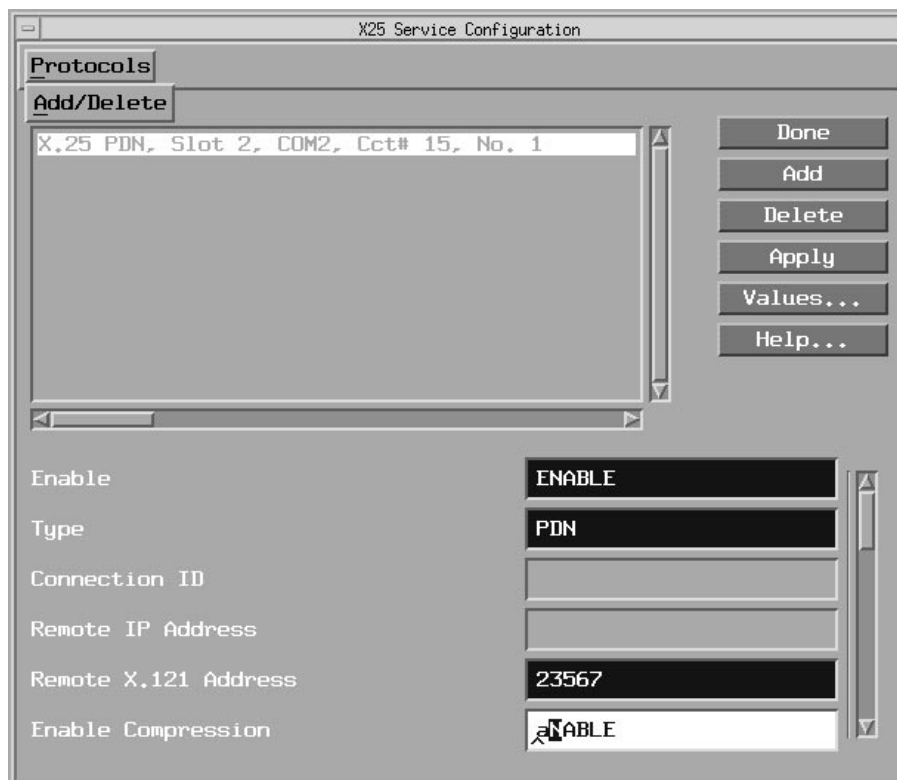 X25 Service Configuration
Protocols
Add/Delete
X.25 PDN, Slot 2, COM2, Cct# 15, No. 1
Done
Add
Delete
Apply
Values...
Help...
Enable ENABLE
Type PDN
Connection ID
Remote IP Address
Remote X.121 Address 23567
Enable Compression NABLE